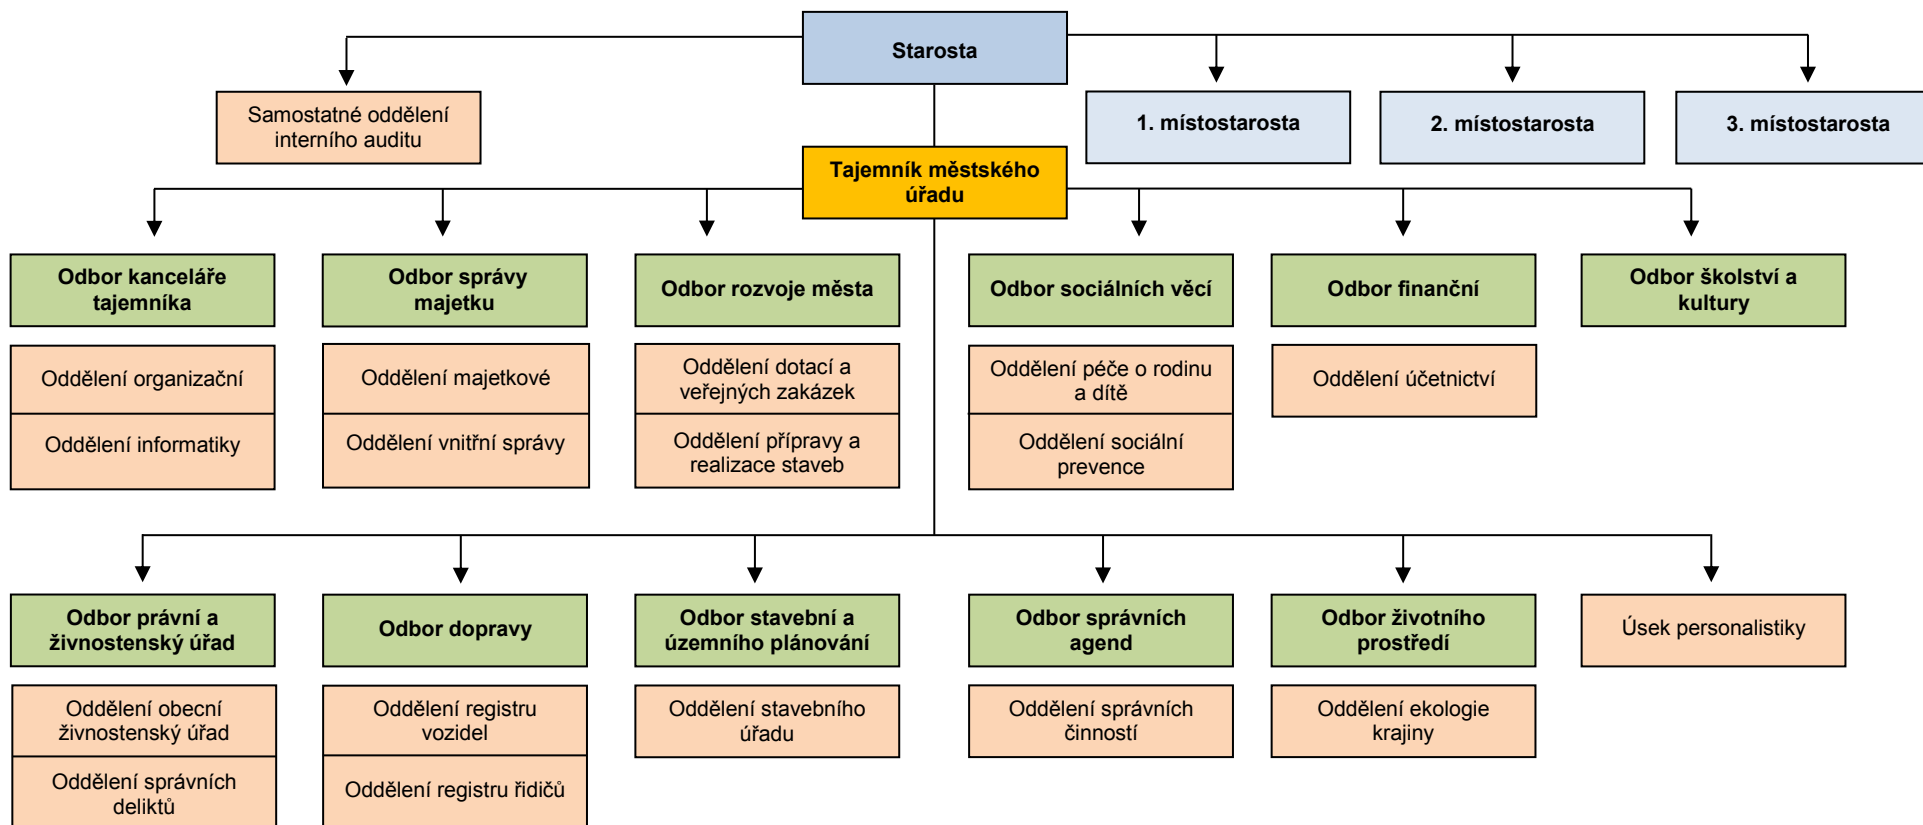 Starosta
Samostatné oddělení
interního auditu
1. místostarosta
2. místostarosta
3. místostarosta
Tajemník městského
úřadu
Odbor kanceláře
tajemníka
Odbor správy
majetku
Odbor rozvoje města
Odbor sociálních věcí
Odbor finanční
Odbor školství a
kultury
Oddělení organizační
Oddělení informatiky
Oddělení majetkové
Oddělení vnitřní správy
Oddělení dotací a
veřejných zakázek
Oddělení přípravy a
realizace staveb
Oddělení péče o rodinu
a dítě
Oddělení sociální
prevence
Oddělení účetnictví
Odbor právní a
živnostenský úřad
Odbor dopravy
Odbor stavební a
územního plánování
Odbor správních
agend
Odbor životního
prostředí
Úsek personalistiky
Oddělení obecní
živnostenský úřad
Oddělení správních
deliktů
Oddělení registru
vozidel
Oddělení registru řidičů
Oddělení stavebního
úřadu
Oddělení správních
činností
Oddělení ekologie
krajiny